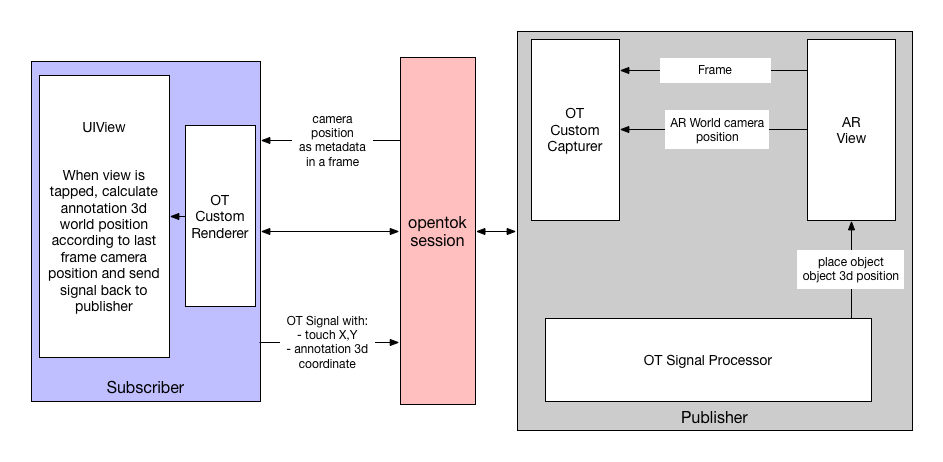 UIView
When view is
tapped, calculate
annotation 3d
world position
according to last
frame camera
position and send
signal back to
publisher
OT
Custom
Renderer
Subscriber
camera
position
as metadata
in a frame
OT Signal with:
- touch X,Y
- annotation 3d
coordinate
opentok
session
OT
Custom
Capturer
Frame
AR World camera
position
AR
View
place object
object 3d position
OT Signal Processor
Publisher